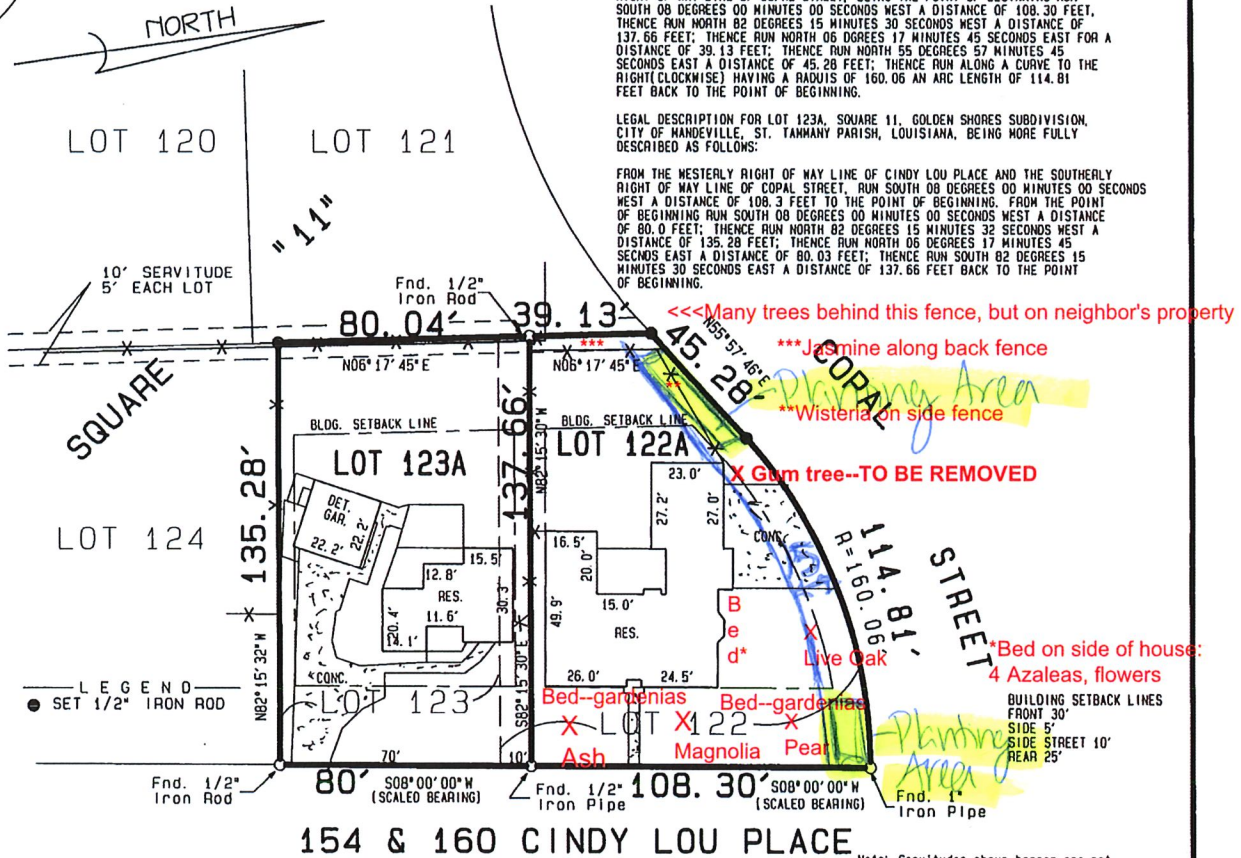 RIGHT OF WAY LINE OF COPAL STREET, BEING THE POINT OF BEGINNING RUN
SOUTH 08 DEGREES 00 MINUTES 00 SECONDS WEST A DISTANCE OF 108.30 FEET,
THENCE RUN NORTH 82 DEGREES 15 MINUTES 30 SECONDS WEST A DISTANCE OF
137.66 FEET; THENCE RUN NORTH 06 DGREES 17 MINUTES 45 SECONDS EAST FOR A
DISTANCE OF 39.13 FEET; THENCE RUN NORTH 55 DEGREES 57 MINUTES 45
SECONDS EAST A DISTANCE OF 45.28 FEET; THENCE RUN ALONG A CURVE TO THE
RIGHT(CLOCKWISE) HAVING A RADUIS OF 160.06 AN ARC LENGTH OF 114.81
FEET BACK TO THE POINT OF BEGINNING.
LEGAL DESCRIPTION FOR LOT 123A, SQUARE 11, GOLDEN SHORES SUBDIVISION,
CITY OF MANDEVILLE, ST. TAMMANY PARISH, LOUISIANA, BEING MORE FULLY
DESCRIBED AS FOLLOWS:
FROM THE WESTERLY RIGHT OF WAY LINE OF CINDY LOU PLACE AND THE SOUTHERLY
RIGHT OF WAY LINE OF COPAL STREET, RUN SOUTH 08 DEGREES 00 MINUTES 00 SECONDS
WEST A DISTANCE OF 108.3 FEET TO THE POINT OF BEGINNING. FROM THE POINT
OF BEGINNING RUN SOUTH 08 DEGREES 00 MINUTES 00 SECONDS WEST A DISTANCE
OF 80.0 FEET; THENCE RUN NORTH 82 DEGREES 15 MINUTES 32 SECONDS WEST A
DISTANCE OF 135.28 FEET; THENCE RUN NORTH 06 DEGREES 17 MINUTES 45
SECNDS EAST A DISTANCE OF 80.03 FEET; THENCE RUN SOUTH 82 DEGREES 15
MINUTES 30 SECONDS EAST A DISTANCE OF 137.66 FEET BACK TO THE POINT
OF BEGINNING.
NORTH
LOT 120
LOT 121
"11"
SQUARE
10' SERVITUDE
5' EACH LOT
Fnd. 1/2"
Iron Rod
80.04'
39.13'
<<<Many trees behind this fence, but on neighbor's property
***
***Jasmine along back fence
N06°17'45"E
N06°17'45"E
45.28'
N55°57'46"E
COPAL
STREET
Planting Area
**
**Wisteria on side fence
BLDG. SETBACK LINE
BLDG. SETBACK LINE
LOT 123A
LOT 122A
137.66'
N82°15'30"W
X Gum tree--TO BE REMOVED
LOT 124
135.28'
N82°15'32"W
DET.
GAR.
22.2'
22.2'
15.5'
12.8'
RES.
11.6'
20.4'
14.1'
30.3'
CONC.
23.0'
27.2'
27.0'
16.5'
20.0'
15.0'
49.9'
RES.
26.0'
24.5'
CONC.
114.81'
R=160.06'
Bed*
X
Live Oak
*Bed on side of house:
4 Azaleas, flowers
LEGEND
SET 1/2" IRON ROD
LOT 123
S82°15'30"E
Bed--gardenias
Bed--gardenias
LOT 122
X
Ash
X
Magnolia
X
Pear
Planting
Area
BUILDING SETBACK LINES
FRONT 30'
SIDE 5'
SIDE STREET 10'
REAR 25'
70'
10'
Fnd. 1/2"
Iron Rod
80'
S08°00'00"W
(SCALED BEARING)
Fnd. 1/2"
Iron Pipe
108.30'
S08°00'00"W
(SCALED BEARING)
Fnd. 1"
Iron Pipe
154 & 160 CINDY LOU PLACE